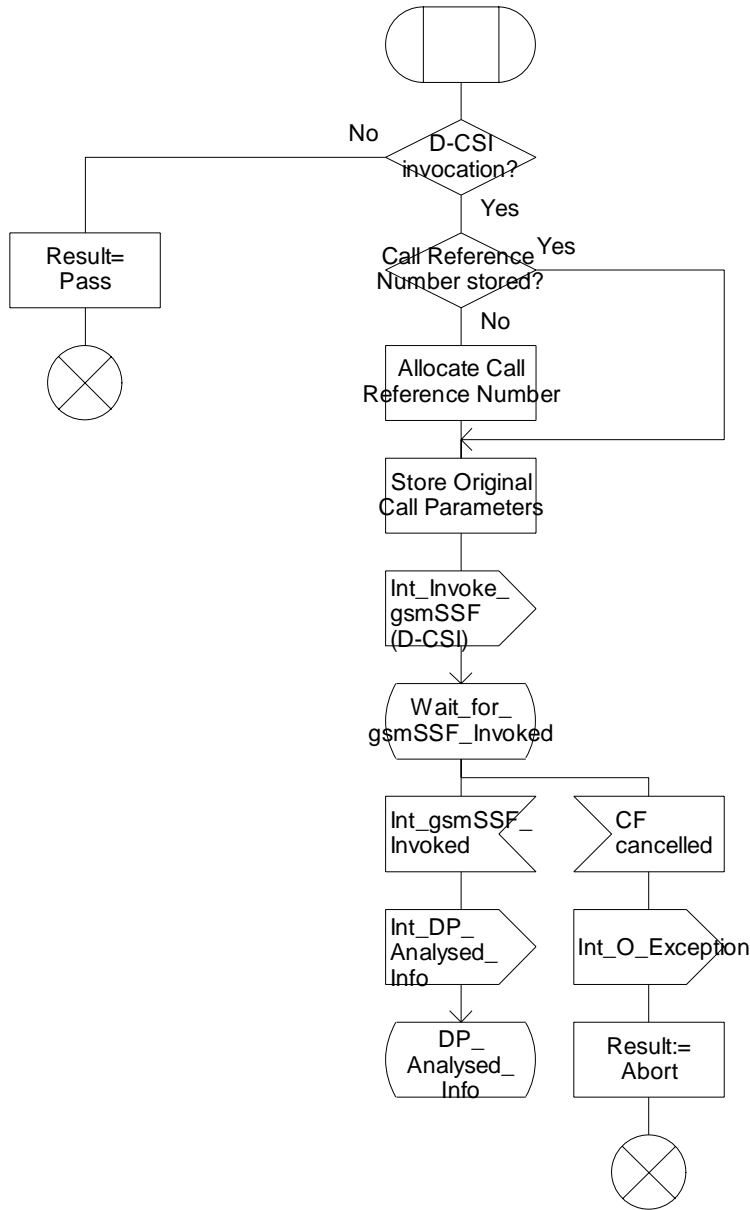 No
D-CSI
invocation?
Yes
Result=
Pass
Call Reference
Number stored?
Yes
No
Allocate Call
Reference Number
Store Original
Call Parameters
Int_Invoke_
gsmSSF
(D-CSI)
Wait_for_
gsmSSF_Invoked
Int_gsmSSF_
Invoked
CF
cancelled
Int_DP_
Analysed_
Info
Int_O_Exception
DP_
Analysed_
Info
Result:=
Abort